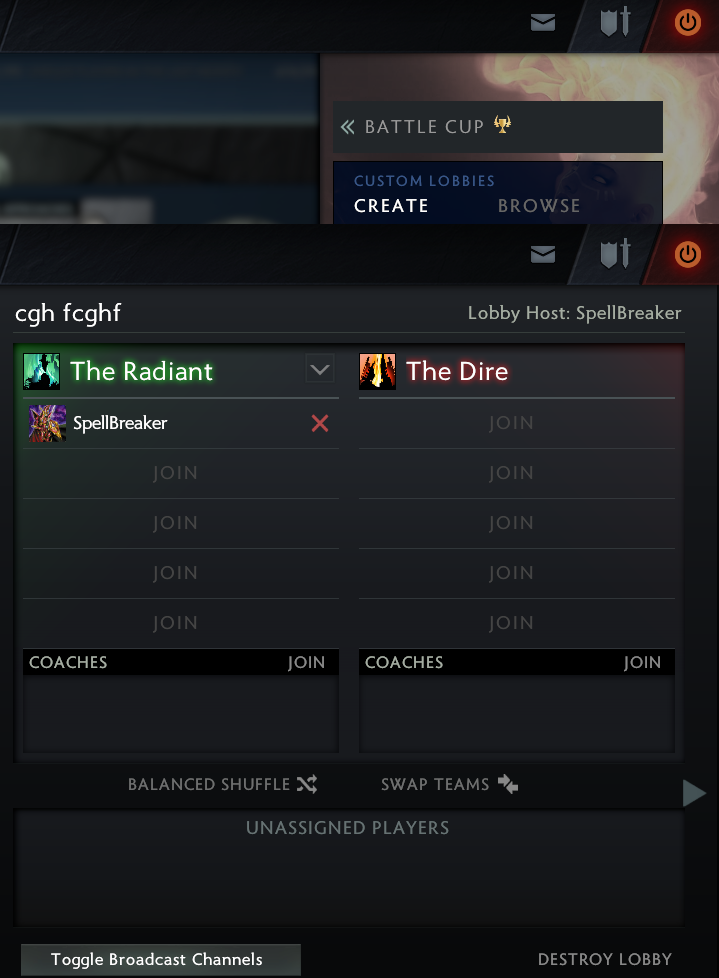 BATTLE CUP
CUSTOM LOBBIES
CREATE BROWSE
cgh fcghf Lobby Host: SpellBreaker
The Radiant The Dire
SpellBreaker JOIN
JOIN JOIN
JOIN JOIN
JOIN JOIN
JOIN JOIN
COACHES JOIN COACHES JOIN
BALANCED SHUFFLE SWAP TEAMS
UNASSIGNED PLAYERS
Toggle Broadcast Channels DESTROY LOBBY